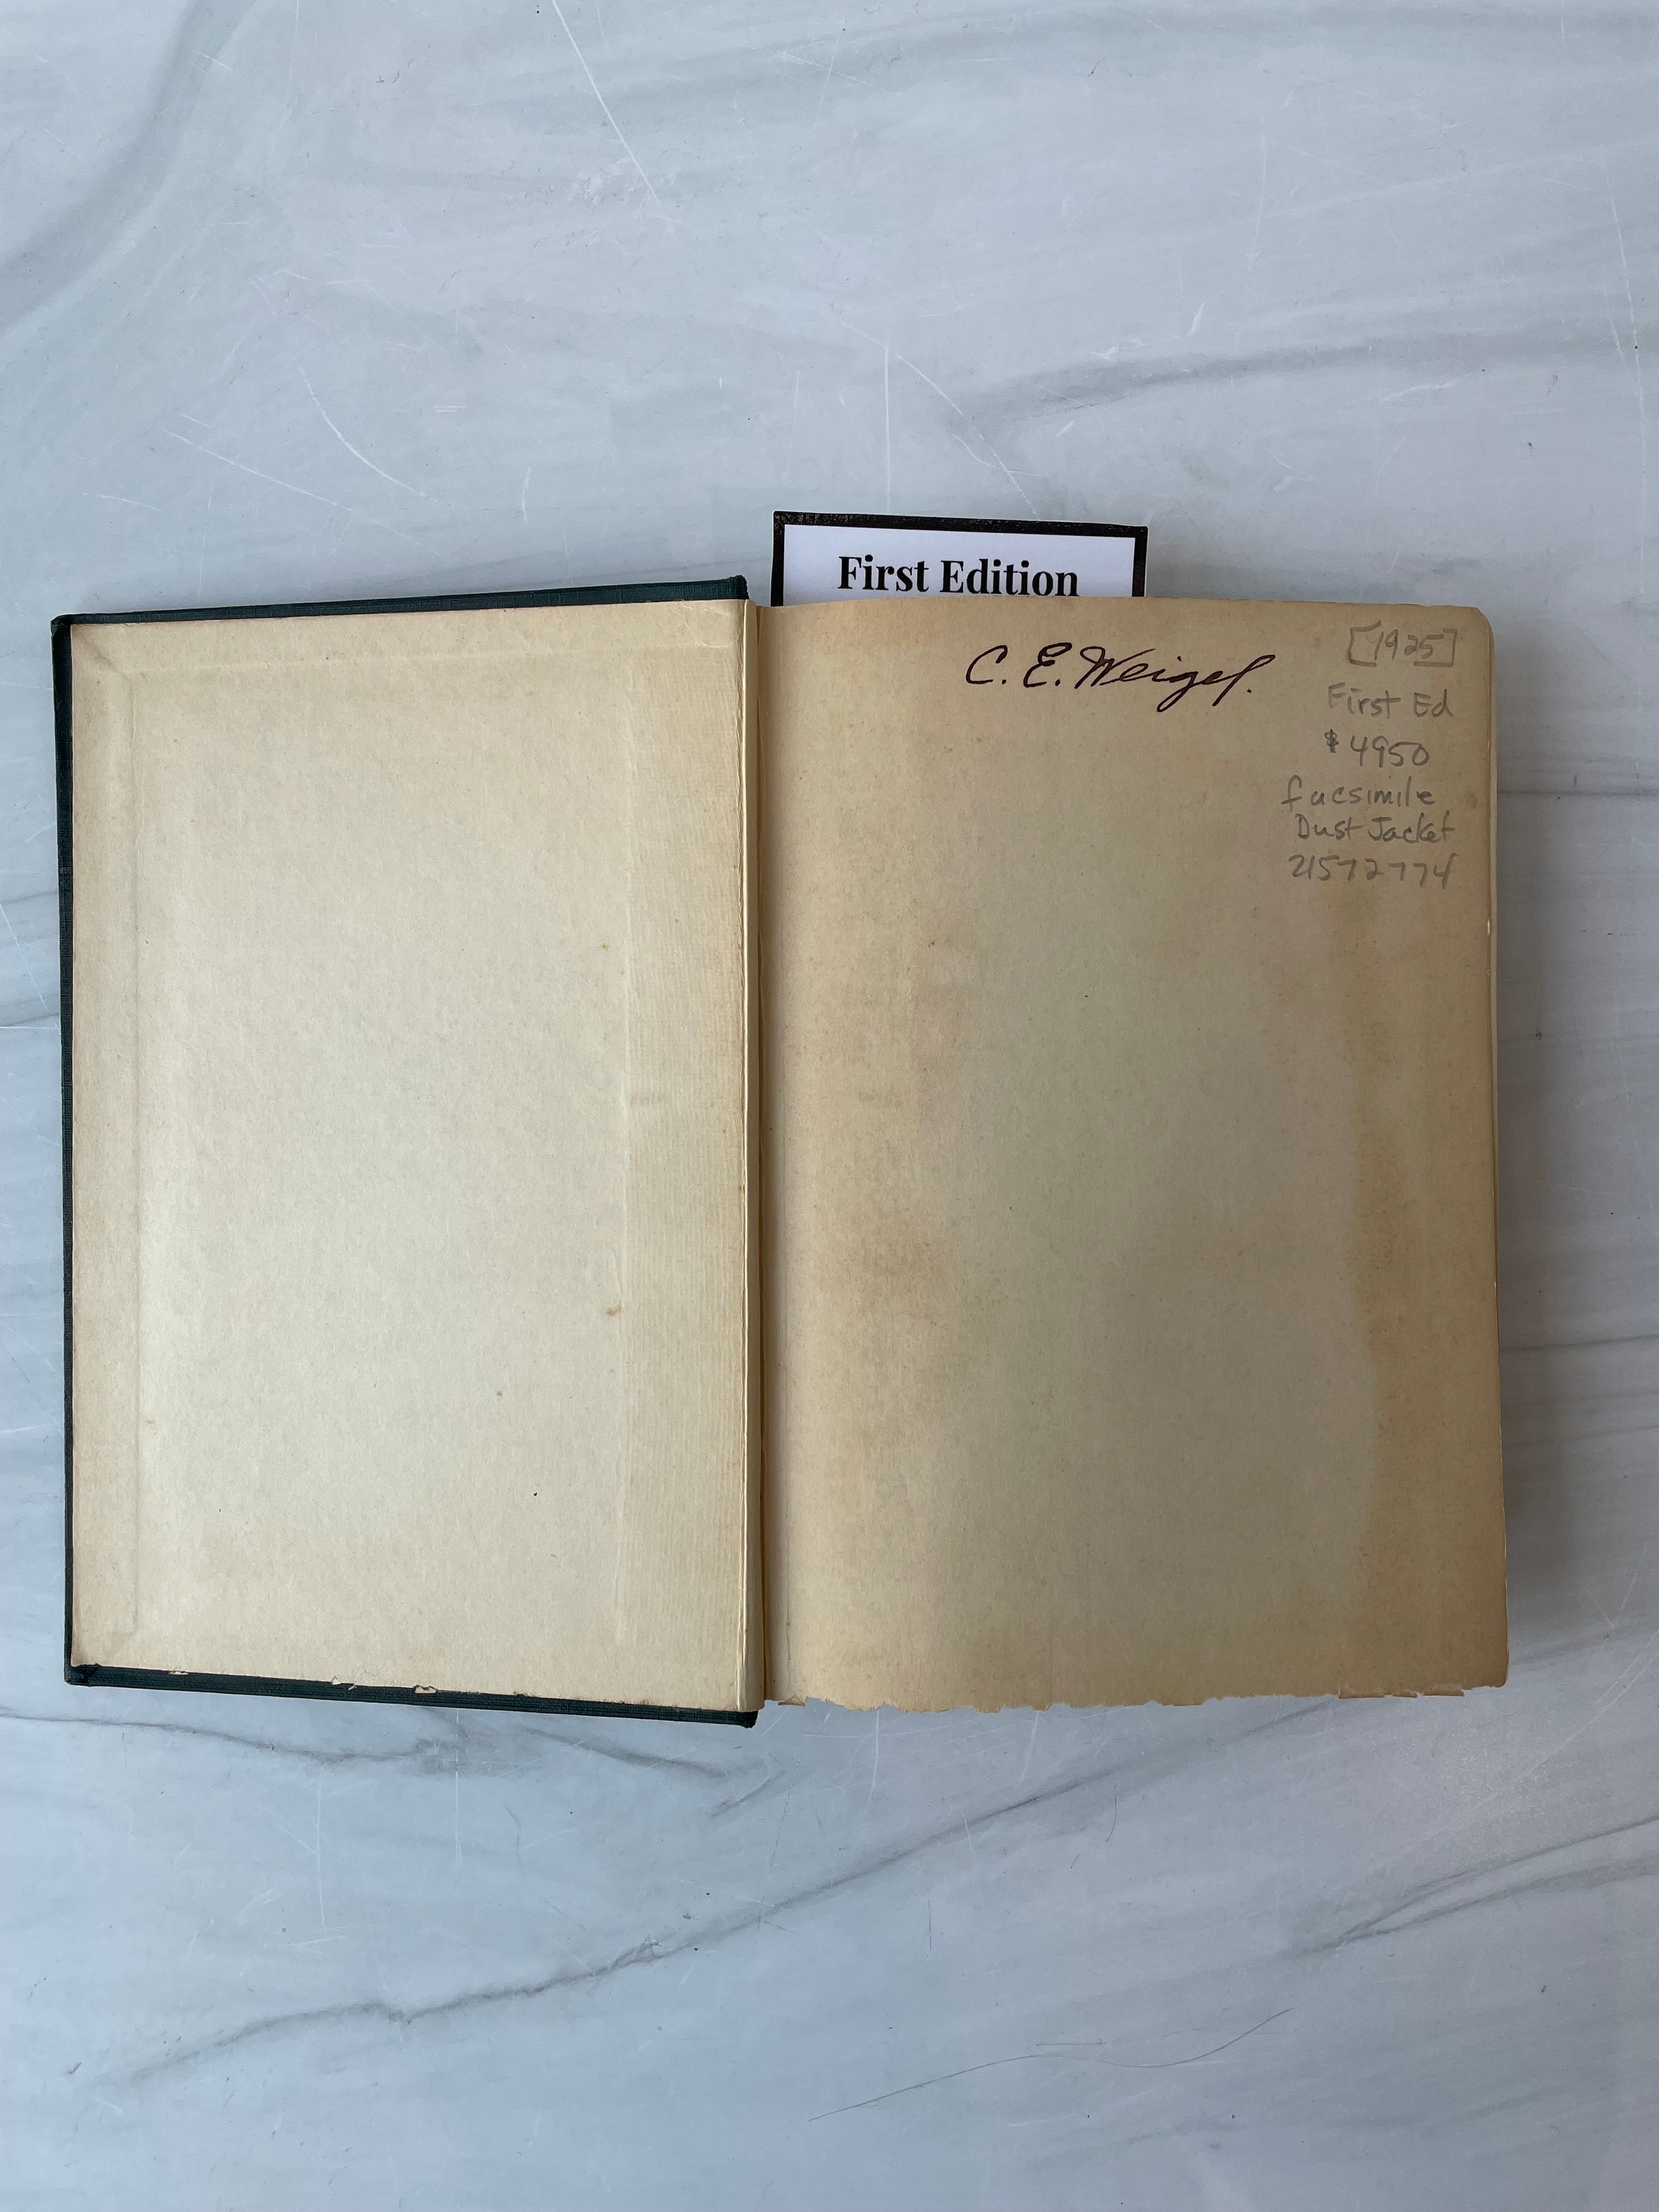 First Edition
C. E. Weigel.
[1925]
First Ed
$4950
facsimile
Dust Jacket
21572774